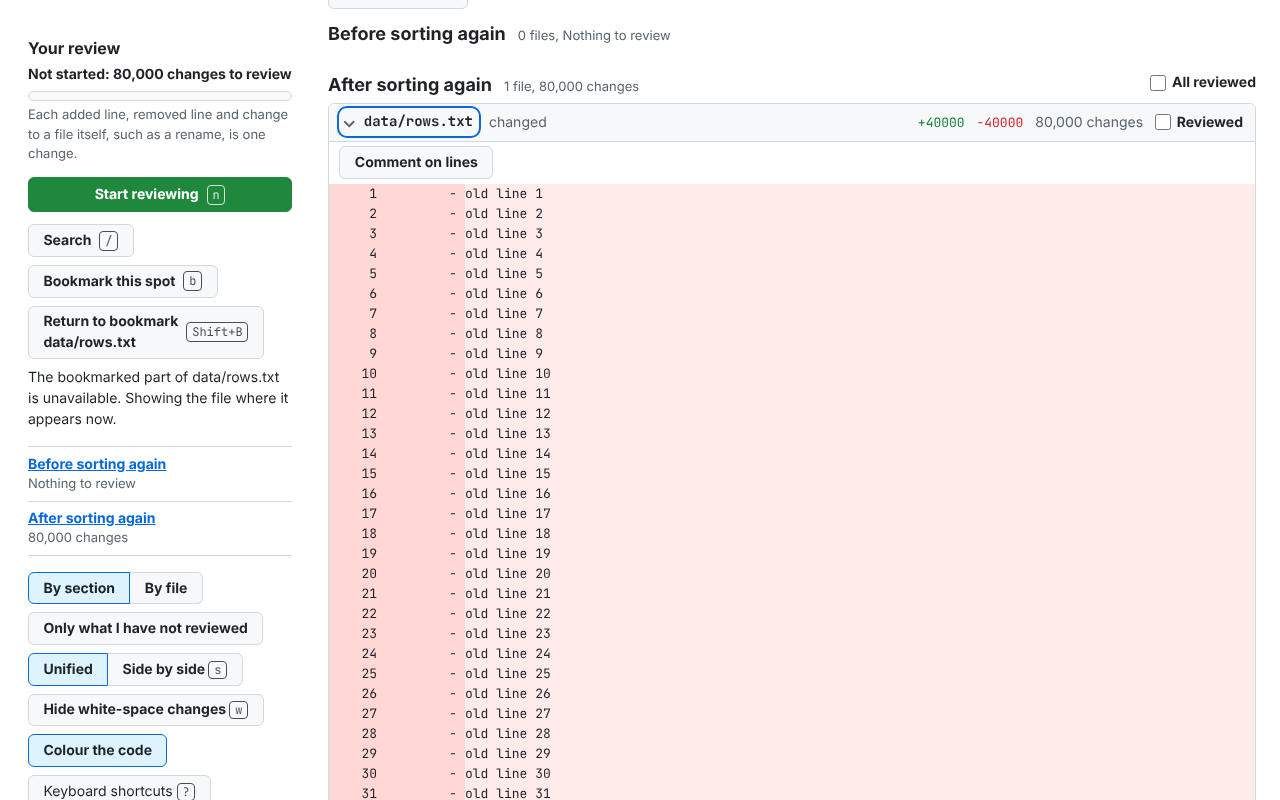 Your review
Not started: 80,000 changes to review
Each added line, removed line and change
to a file itself, such as a rename, is one
change.
Start reviewing n
Search /
Bookmark this spot b
Return to bookmark
data/rows.txt Shift+B
The bookmarked part of data/rows.txt
is unavailable. Showing the file where it
appears now.
Before sorting again
Nothing to review
After sorting again
80,000 changes
By section By file
Only what I have not reviewed
Unified Side by side s
Hide white-space changes w
Colour the code
Keyboard shortcuts ?
Before sorting again 0 files, Nothing to review
After sorting again 1 file, 80,000 changes All reviewed
data/rows.txt changed +40000 -40000 80,000 changes Reviewed
Comment on lines
1 - old line 1
2 - old line 2
3 - old line 3
4 - old line 4
5 - old line 5
6 - old line 6
7 - old line 7
8 - old line 8
9 - old line 9
10 - old line 10
11 - old line 11
12 - old line 12
13 - old line 13
14 - old line 14
15 - old line 15
16 - old line 16
17 - old line 17
18 - old line 18
19 - old line 19
20 - old line 20
21 - old line 21
22 - old line 22
23 - old line 23
24 - old line 24
25 - old line 25
26 - old line 26
27 - old line 27
28 - old line 28
29 - old line 29
30 - old line 30
31 - old line 31